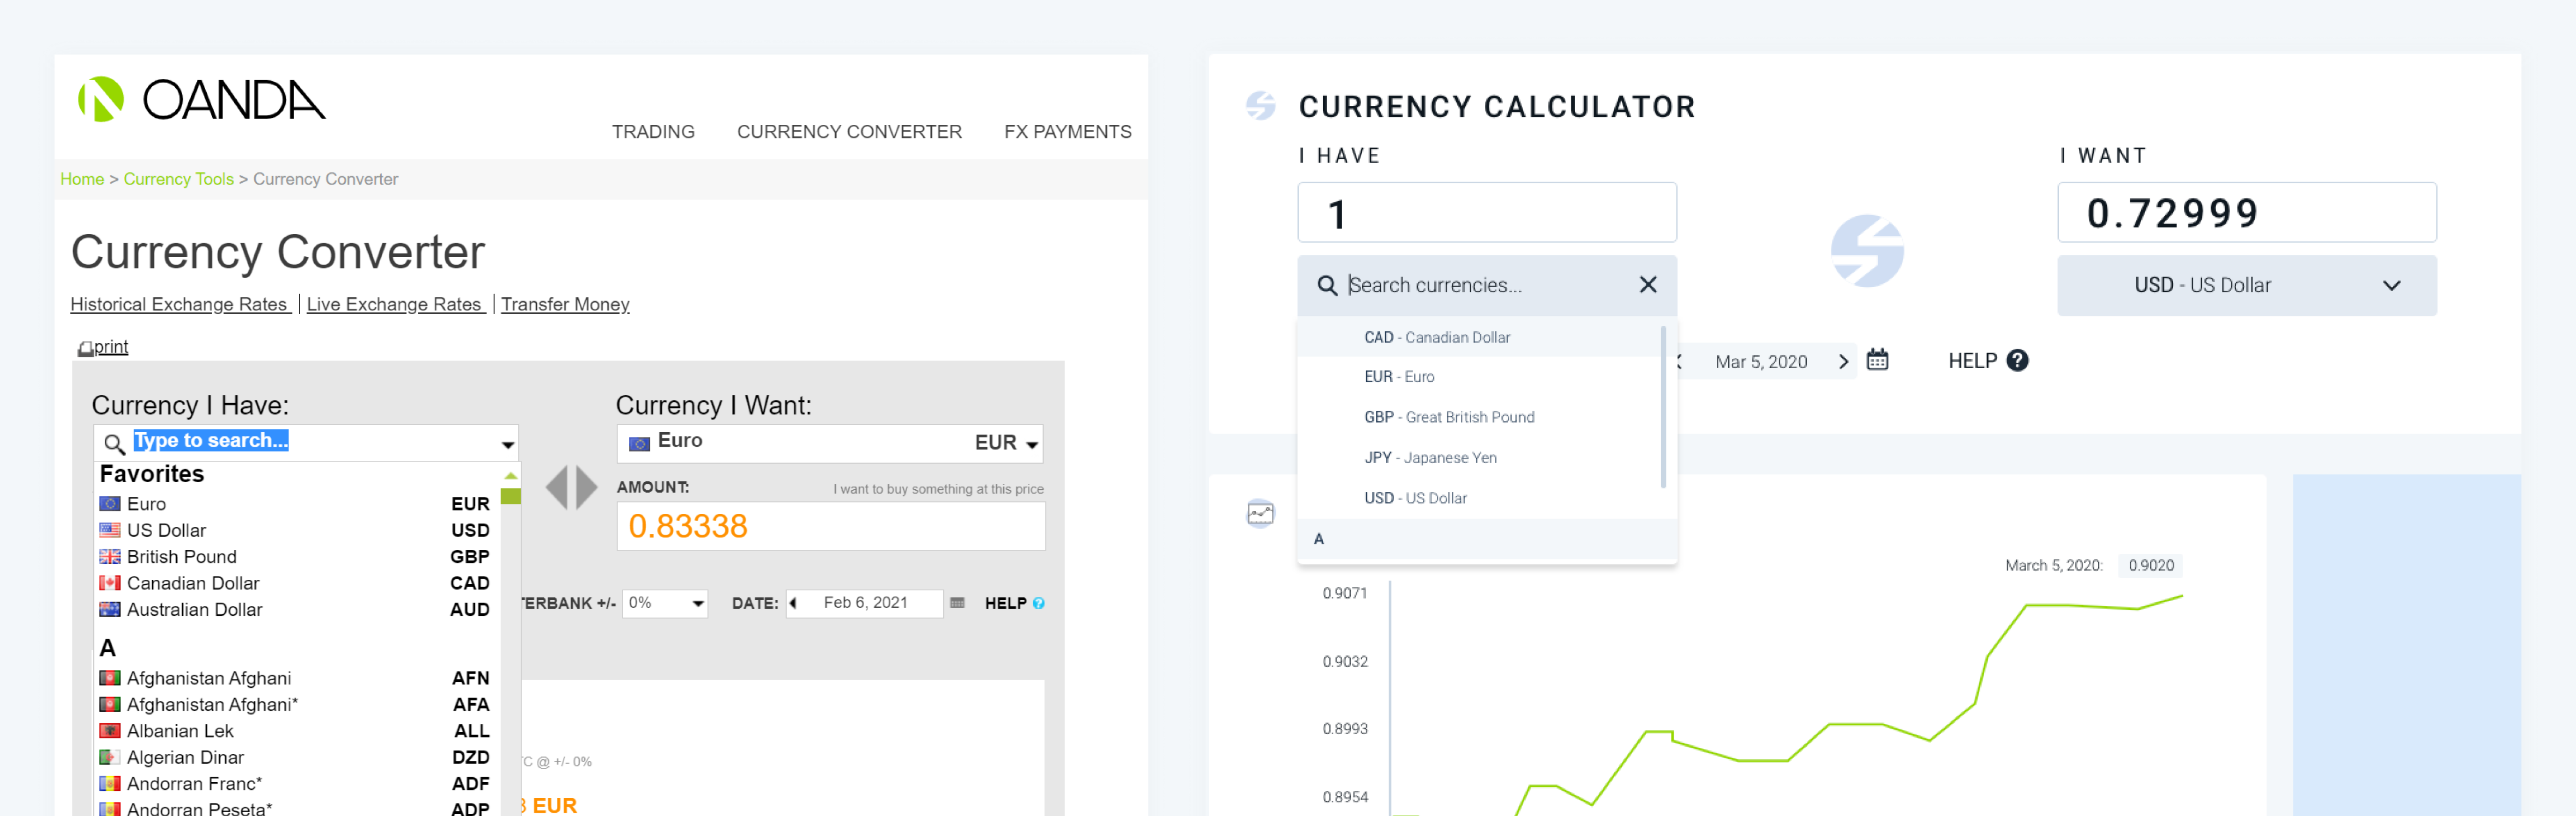 OANDA
TRADING CURRENCY CONVERTER FX PAYMENTS
Home > Currency Tools > Currency Converter
Currency Converter
Historical Exchange Rates | Live Exchange Rates | Transfer Money
print
Currency I Have:
Type to search...
Favorites
Euro EUR
US Dollar USD
British Pound GBP
Canadian Dollar CAD
Australian Dollar AUD
A
Afghanistan Afghani AFN
Afghanistan Afghani* AFA
Albanian Lek ALL
Algerian Dinar DZD
Andorran Franc* ADF
Andorran Peseta* ADP
Currency I Want:
Euro EUR
AMOUNT: I want to buy something at this price
0.83338
TERBANK +/- 0% DATE: Feb 6, 2021 HELP ?
TC @ +/- 0%
EUR
CURRENCY CALCULATOR
I HAVE
1
Search currencies...
CAD - Canadian Dollar
EUR - Euro
GBP - Great British Pound
JPY - Japanese Yen
USD - US Dollar
A
I WANT
0.72999
USD - US Dollar
Mar 5, 2020 HELP ?
March 5, 2020: 0.9020
0.9071
0.9032
0.8993
0.8954